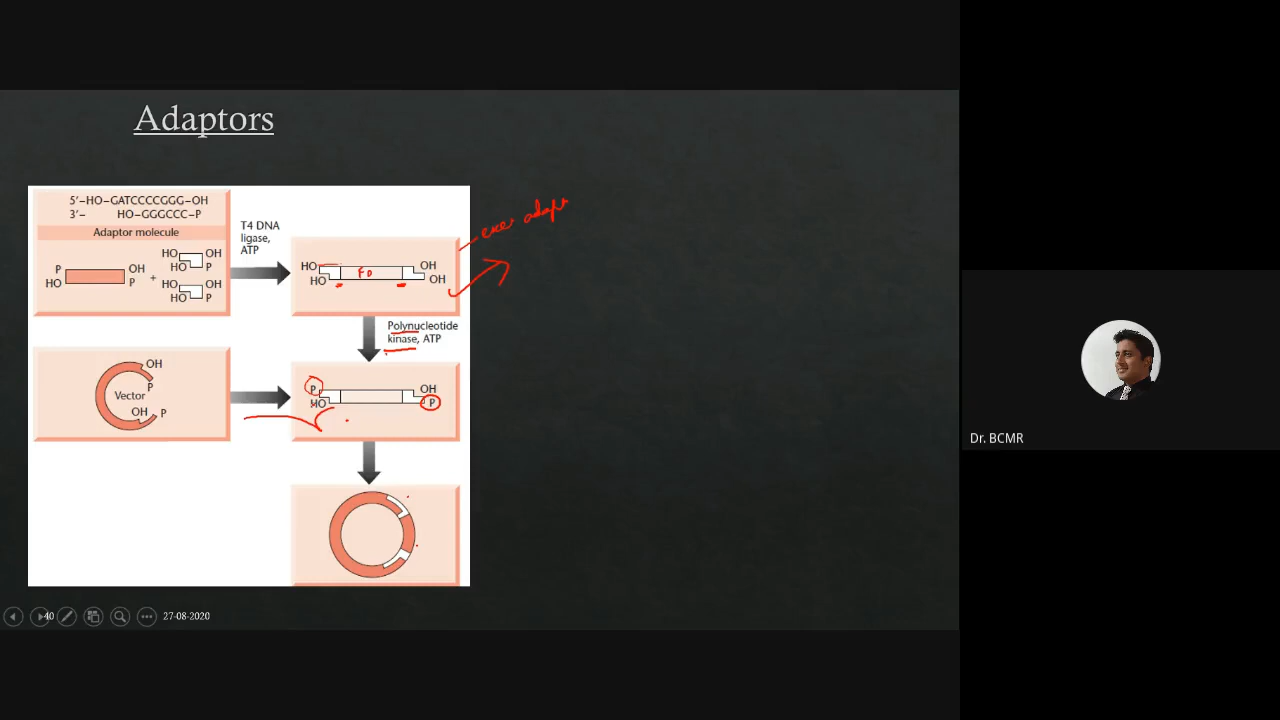 Adaptors
5′–HO–GATCCCCGGG–OH
3′– HO–GGGCCC–P
Adaptor molecule
T4 DNA
ligase,
ATP
P OH
HO P
+
HO OH
HO P
HO OH
HO P
HO OH
HO OH
FD
adapt
Polynucleotide
kinase, ATP
OH
P
Vector
OH P
P OH
HO P
40 27-08-2020
Dr. BCMR